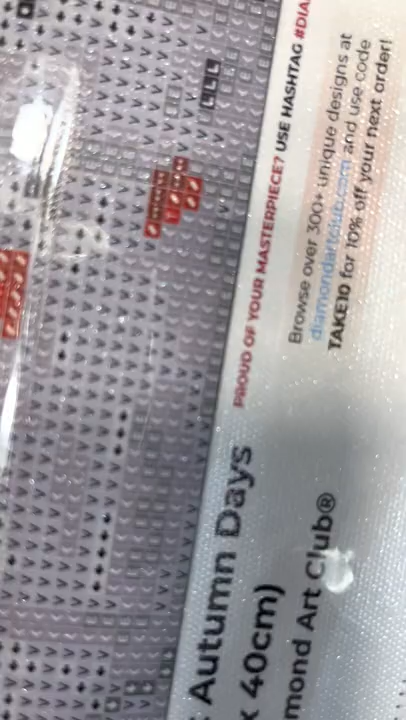 Autumn Days
x 40cm)
mond Art Club®
PROUD OF YOUR MASTERPIECE? USE HASHTAG #DIA
Browse over 300+ unique designs at
diamondartclub.com and use code
TAKE10 for 10% off your next order!